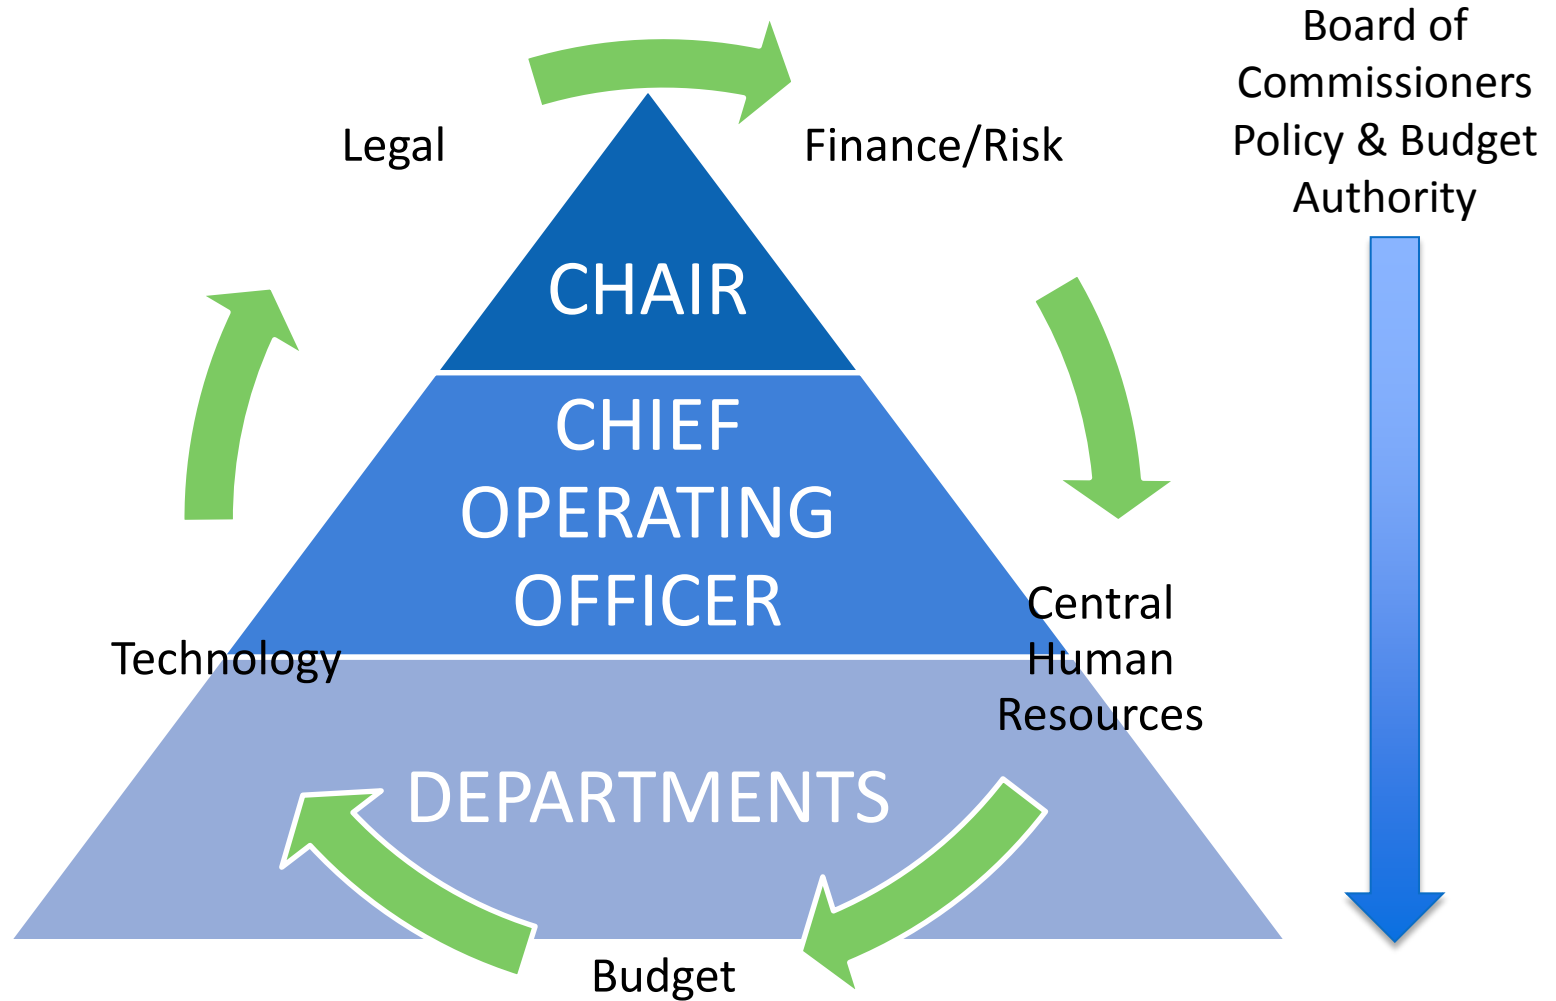 Board of
Commissioners
Policy & Budget
Authority
Legal
Finance/Risk
CHAIR
CHIEF
OPERATING
OFFICER
Central
Human
Resources
Technology
DEPARTMENTS
Budget